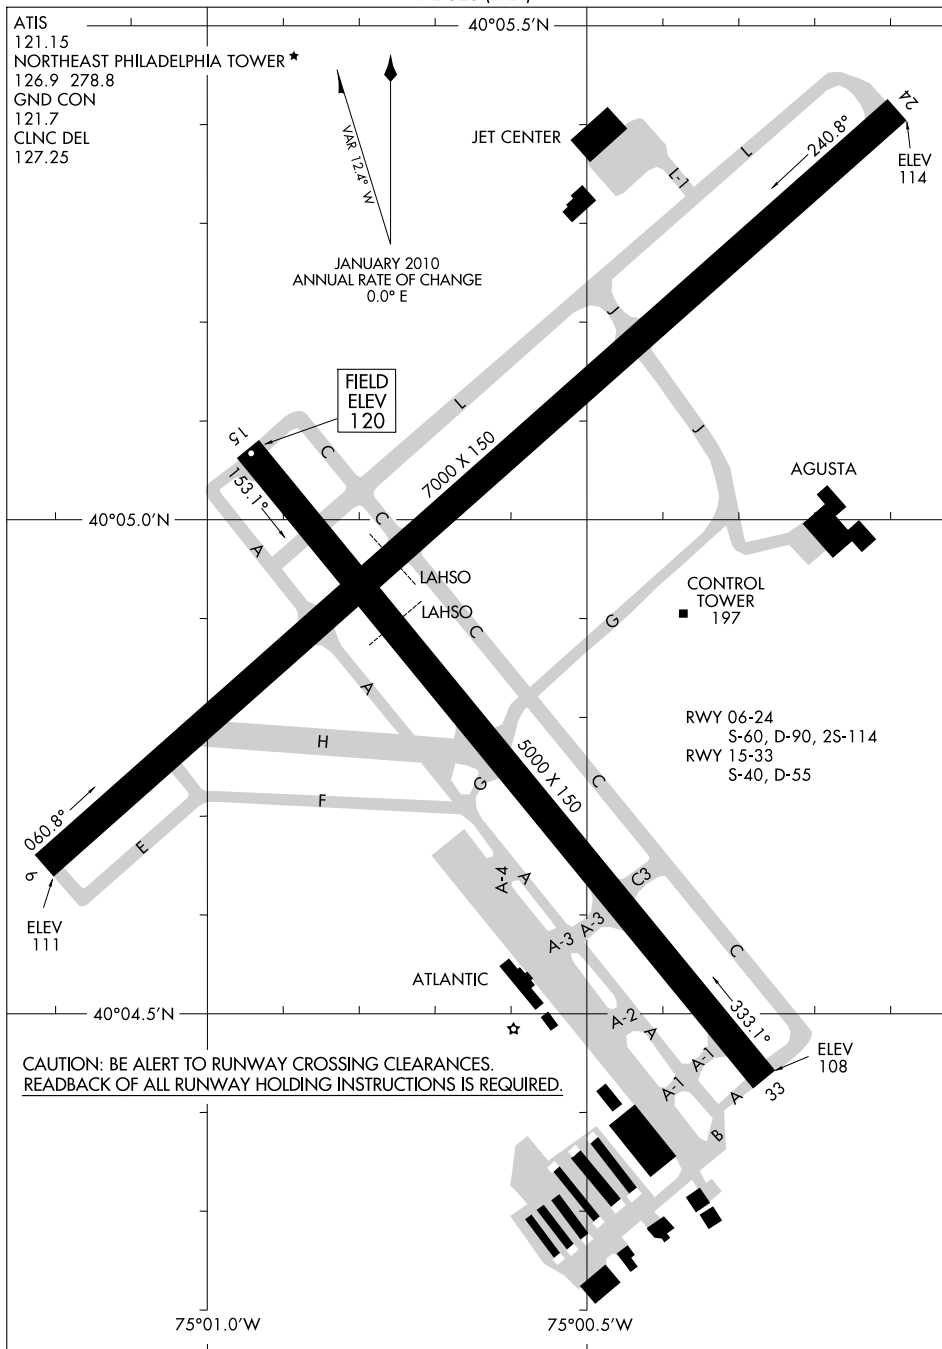 ATIS
121.15
NORTHEAST PHILADELPHIA TOWER ★
126.9 278.8
GND CON
121.7
CLNC DEL
127.25
40°05.5'N
VAR 12.4° W
JANUARY 2010
ANNUAL RATE OF CHANGE
0.0° E
JET CENTER
L-1
L
240.8°
24
ELEV
114
J
FIELD
ELEV
120
L
15
C
153.1°
7000 X 150
J
AGUSTA
40°05.0'N
C
A
LAHSO
LAHSO
C
CONTROL
TOWER
197
G
A
H
RWY 06-24
S-60, D-90, 2S-114
RWY 15-33
S-40, D-55
5000 X 150
C
G
F
060.8°
E
6
ELEV
111
A-4
A
C3
A-3
A-3
C
ATLANTIC
40°04.5'N
A-2
A
333.1°
ELEV
108
A-1
A-1
A
33
B
CAUTION: BE ALERT TO RUNWAY CROSSING CLEARANCES.
READBACK OF ALL RUNWAY HOLDING INSTRUCTIONS IS REQUIRED.
75°01.0'W
75°00.5'W